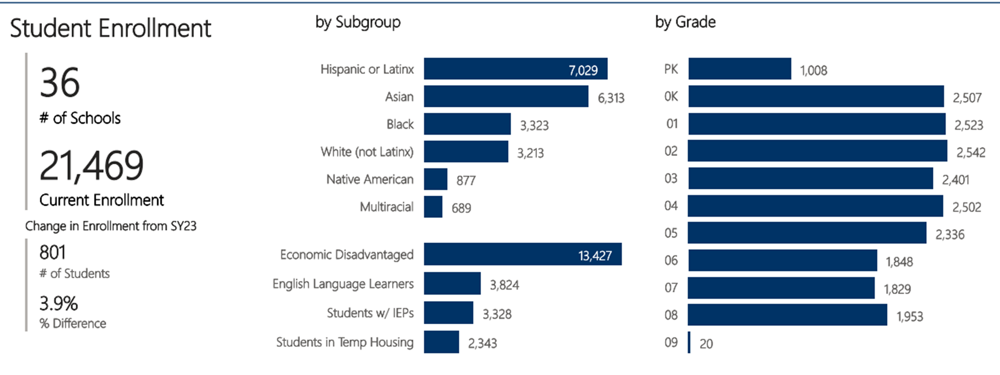 Student Enrollment
36
# of Schools
21,469
Current Enrollment
Change in Enrollment from SY23
801
# of Students
3.9%
% Difference
by Subgroup
Hispanic or Latinx 7,029
Asian 6,313
Black 3,323
White (not Latinx) 3,213
Native American 877
Multiracial 689
Economic Disadvantaged 13,427
English Language Learners 3,824
Students w/ IEPs 3,328
Students in Temp Housing 2,343
by Grade
PK 1,008
0K 2,507
01 2,523
02 2,542
03 2,401
04 2,502
05 2,336
06 1,848
07 1,829
08 1,953
09 20